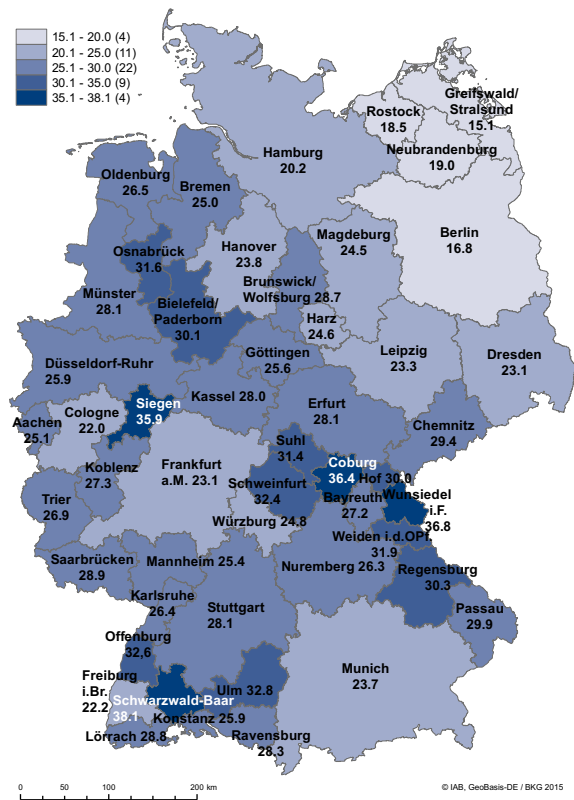 15.1 - 20.0 (4)
20.1 - 25.0 (11)
25.1 - 30.0 (22)
30.1 - 35.0 (9)
35.1 - 38.1 (4)
Greifswald/
Stralsund
15.1
Rostock
18.5
Neubrandenburg
19.0
Hamburg
20.2
Oldenburg
26.5
Bremen
25.0
Berlin
16.8
Magdeburg
24.5
Hanover
23.8
Osnabrück
31.6
Brunswick/
Wolfsburg 28.7
Münster
28.1
Bielefeld/
Paderborn
30.1
Harz
24.6
Göttingen
25.6
Leipzig
23.3
Dresden
23.1
Düsseldorf-Ruhr
25.9
Kassel 28.0
Siegen
35.9
Erfurt
28.1
Cologne
22.0
Aachen
25.1
Chemnitz
29.4
Suhl
31.4
Koblenz
27.3
Frankfurt
a.M. 23.1
Coburg
36.4
Hof 30.0
Schweinfurt
32.4
Bayreuth
27.2
Wunsiedel
i.F.
36.8
Trier
26.9
Würzburg 24.8
Weiden i.d.OPf.
31.9
Saarbrücken
28.9
Mannheim 25.4
Nuremberg 26.3
Regensburg
30.3
Karlsruhe
26.4
Stuttgart
28.1
Passau
29.9
Offenburg
32,6
Freiburg
i.Br.
22.2
Schwarzwald-Baar
38.1
Ulm 32.8
Munich
23.7
Konstanz 25.9
Lörrach 28.8
Ravensburg
28.3
0 50 100 200 km
© IAB, GeoBasis-DE / BKG 2015